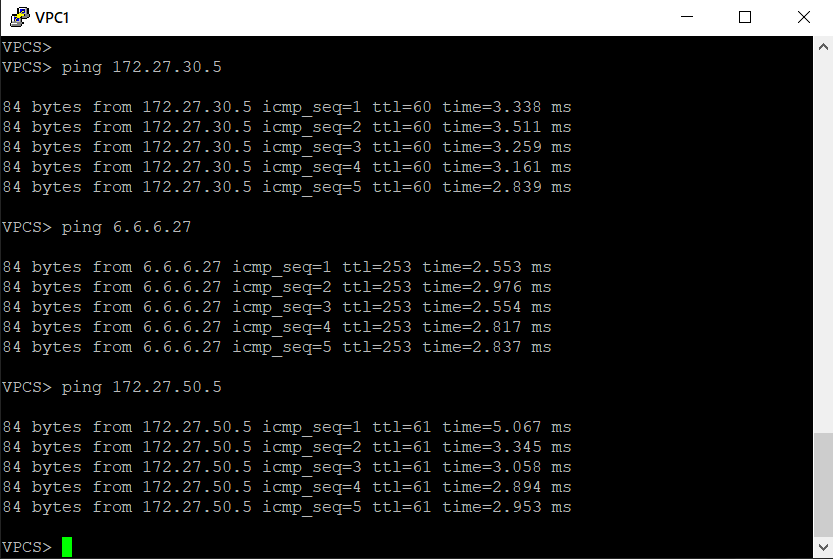 VPC1
VPCS>
VPCS> ping 172.27.30.5
84 bytes from 172.27.30.5 icmp_seq=1 ttl=60 time=3.338 ms
84 bytes from 172.27.30.5 icmp_seq=2 ttl=60 time=3.511 ms
84 bytes from 172.27.30.5 icmp_seq=3 ttl=60 time=3.259 ms
84 bytes from 172.27.30.5 icmp_seq=4 ttl=60 time=3.161 ms
84 bytes from 172.27.30.5 icmp_seq=5 ttl=60 time=2.839 ms
VPCS> ping 6.6.6.27
84 bytes from 6.6.6.27 icmp_seq=1 ttl=253 time=2.553 ms
84 bytes from 6.6.6.27 icmp_seq=2 ttl=253 time=2.976 ms
84 bytes from 6.6.6.27 icmp_seq=3 ttl=253 time=2.554 ms
84 bytes from 6.6.6.27 icmp_seq=4 ttl=253 time=2.817 ms
84 bytes from 6.6.6.27 icmp_seq=5 ttl=253 time=2.837 ms
VPCS> ping 172.27.50.5
84 bytes from 172.27.50.5 icmp_seq=1 ttl=61 time=5.067 ms
84 bytes from 172.27.50.5 icmp_seq=2 ttl=61 time=3.345 ms
84 bytes from 172.27.50.5 icmp_seq=3 ttl=61 time=3.058 ms
84 bytes from 172.27.50.5 icmp_seq=4 ttl=61 time=2.894 ms
84 bytes from 172.27.50.5 icmp_seq=5 ttl=61 time=2.953 ms
VPCS>